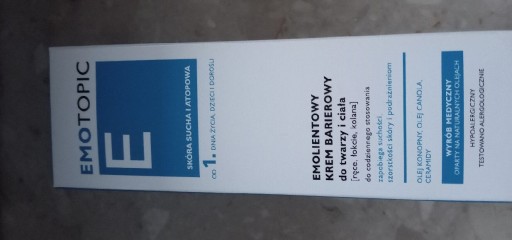 EMOTOPIC
E
SKÓRA SUCHA I ATOPOWA
OD 1. DNIA ŻYCIA, DZIECI I DOROŚLI
EMOLIENTOWY
KREM BARIEROWY
do twarzy i ciała
[ręce, łokcie, kolana]
do codziennego stosowania
zapobiega suchości,
szorstkości skóry i podrażnieniom
OLEJ KONOPNY, OLEJ CANOLA,
CERAMIDY
WYRÓB MEDYCZNY
OPARTY NA NATURALNYCH OLEJACH
HYPOALERGICZNY
TESTOWANO ALERGOLOGICZNIE